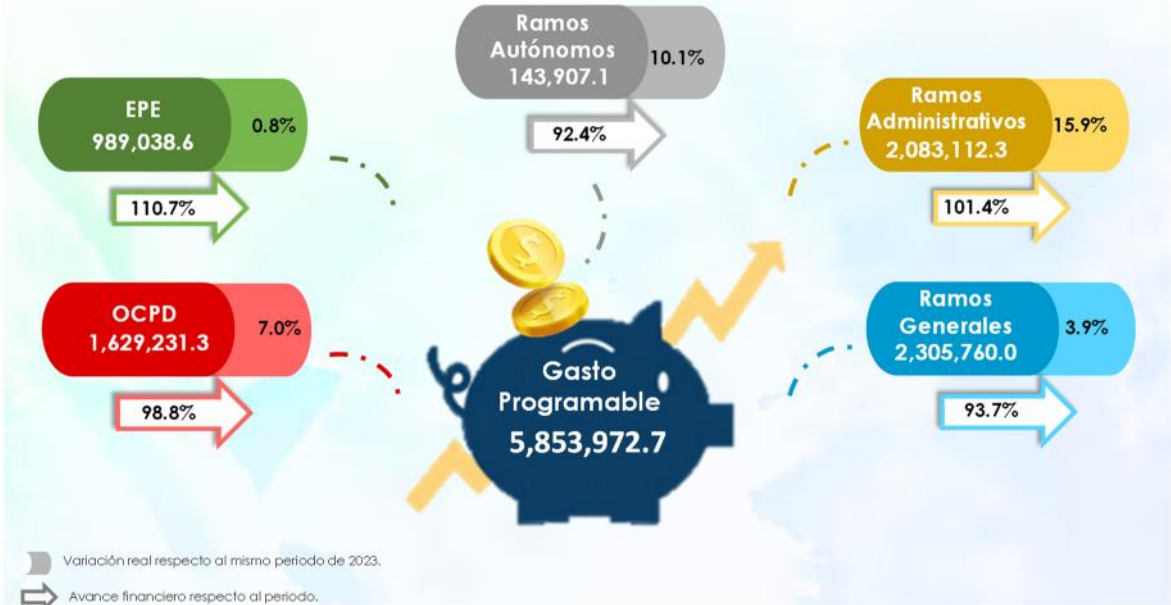 Ramos
Autónomos
143,907.1
10.1%
92.4%
EPE
989,038.6
0.8%
110.7%
Ramos
Administrativos
2,083,112.3
15.9%
101.4%
OCPD
1,629,231.3
7.0%
98.8%
Ramos
Generales
2,305,760.0
3.9%
93.7%
Gasto
Programable
5,853,972.7
Variación real respecto al mismo periodo de 2023.
Avance financiero respecto al periodo.